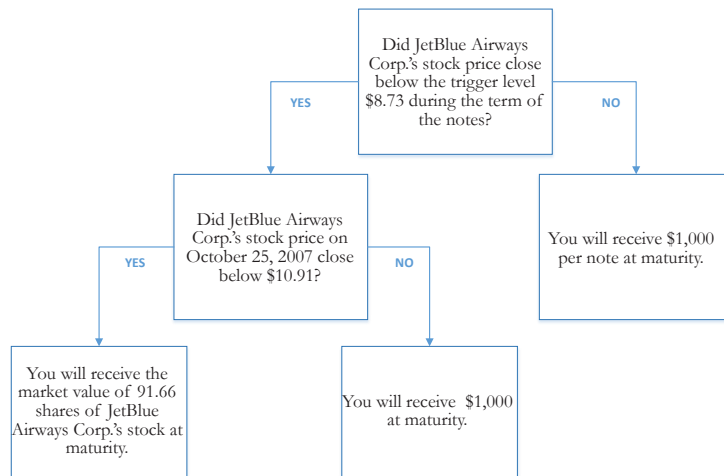 Did JetBlue Airways
Corp.'s stock price close
below the trigger level
$8.73 during the term of
the notes?
YES
NO
Did JetBlue Airways
Corp.'s stock price on
October 25, 2007 close
below $10.91?
You will receive $1,000
per note at maturity.
YES
NO
You will receive the
market value of 91.66
shares of JetBlue
Airways Corp.'s stock at
maturity.
You will receive $1,000
at maturity.